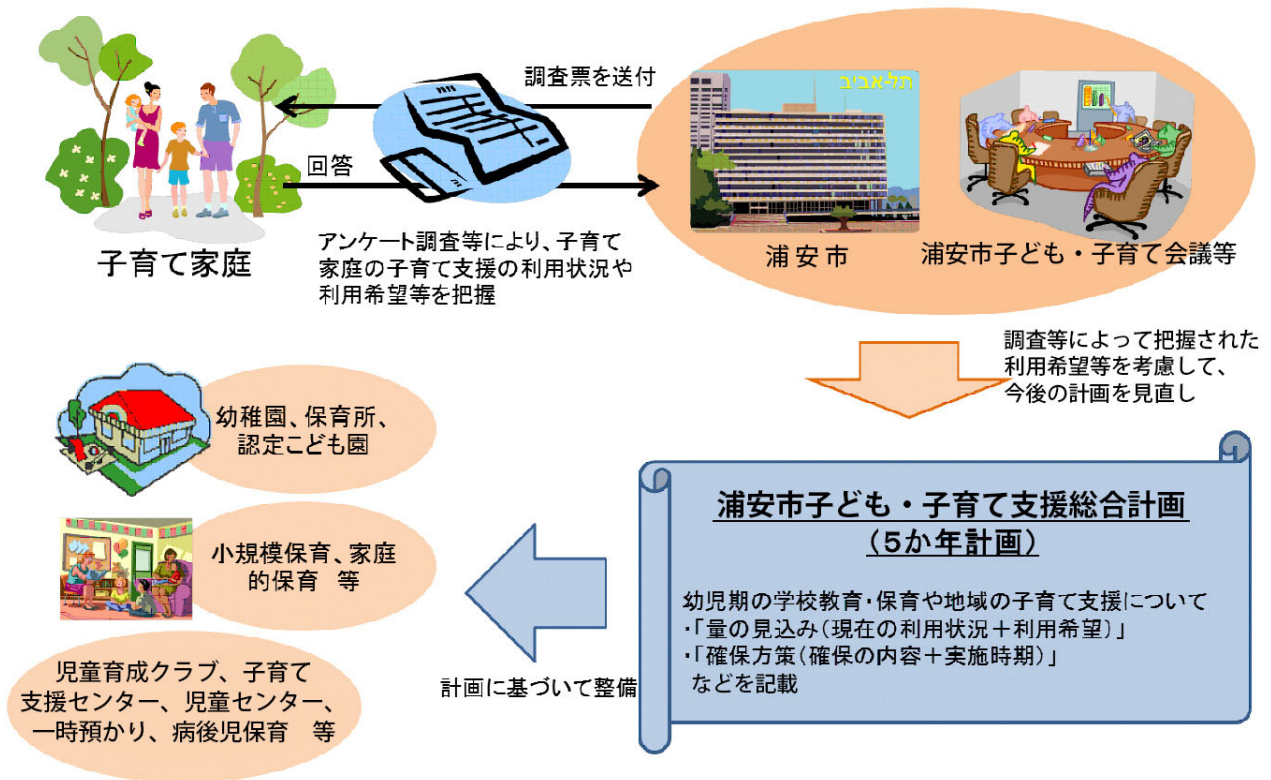 調査票を送付
回答
תל-אביב
子育て家庭
アンケート調査等により、子育て
家庭の子育て支援の利用状況や
利用希望等を把握
浦安市
浦安市子ども・子育て会議等
調査等によって把握された
利用希望等を考慮して、
今後の計画を見直し
幼稚園、保育所、
認定こども園
小規模保育、家庭
的保育　等
児童育成クラブ、子育て
支援センター、児童センター、
一時預かり、病後児保育　等
計画に基づいて整備
浦安市子ども・子育て支援総合計画
（５か年計画）
幼児期の学校教育・保育や地域の子育て支援について
・「量の見込み（現在の利用状況＋利用希望）」
・「確保方策（確保の内容＋実施時期）」
などを記載